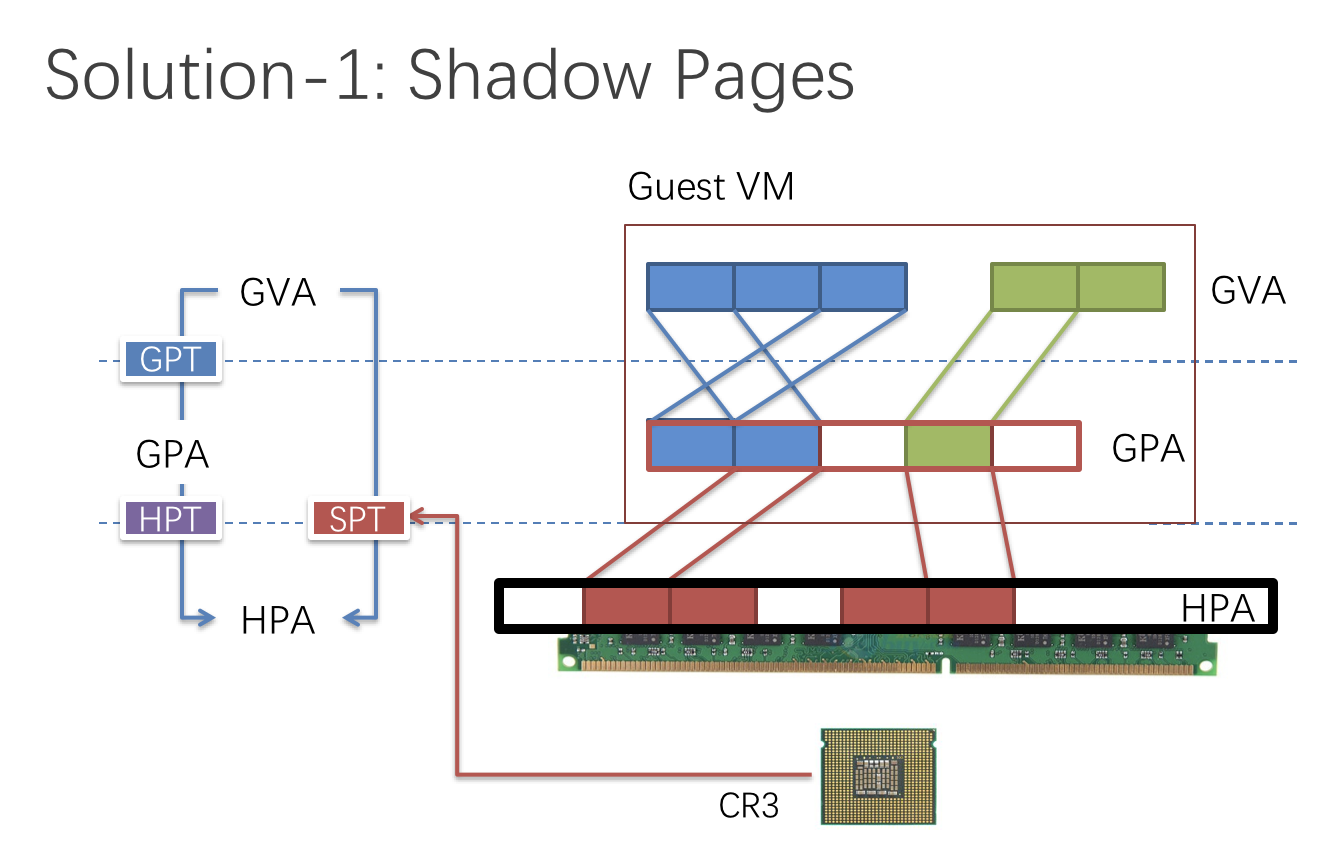 Solution-1: Shadow Pages
Guest VM
GVA
GVA
GPT
GPA
GPA
HPT
SPT
HPA
HPA
CR3